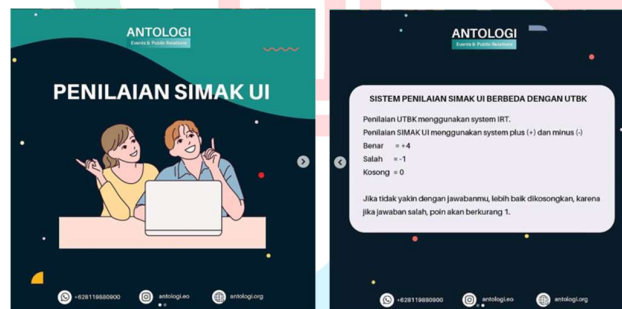 ANTOLOGI
Events & Public Relations
PENILAIAN SIMAK UI
+628119880900
antologi.eo
antologi.org
ANTOLOGI
Events & Public Relations
SISTEM PENILAIAN SIMAK UI BERBEDA DENGAN UTBK
Penilaian UTBK menggunakan system IRT.
Penilaian SIMAK UI menggunakan system plus (+) dan minus (-)
Benar = +4
Salah = -1
Kosong = 0
Jika tidak yakin dengan jawabanmu, lebih baik dikosongkan, karena
jika jawaban salah, poin akan berkurang 1.
+628119880900
antologi.eo
antologi.org